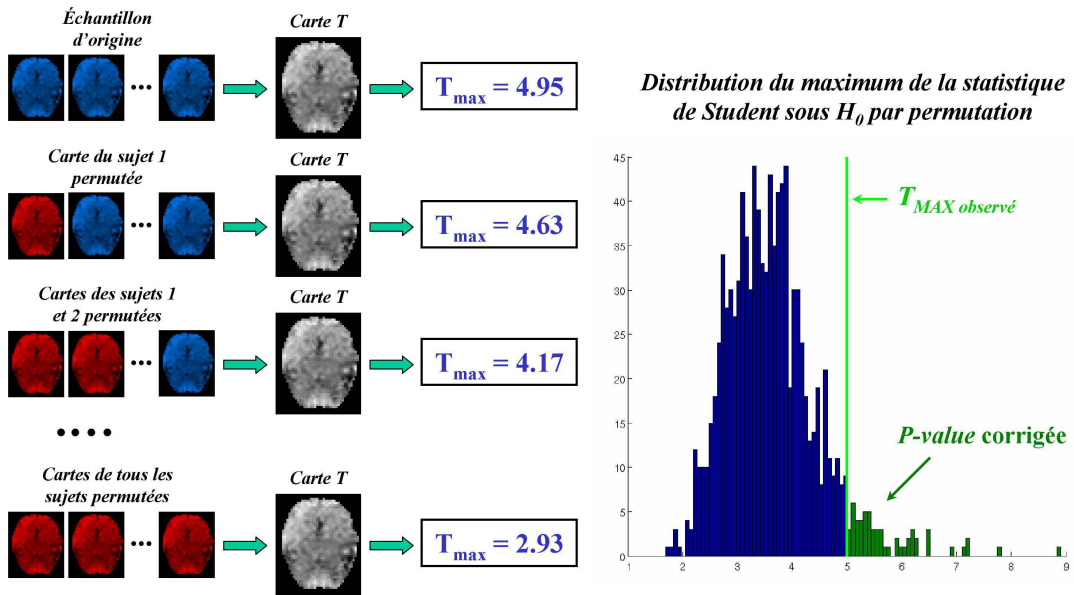 Échantillon
d'origine
Carte T
T_max = 4.95
Carte du sujet 1
permutée
Carte T
T_max = 4.63
Cartes des sujets 1
et 2 permutées
Carte T
T_max = 4.17
Cartes de tous les
sujets permutées
Carte T
T_max = 2.93
Distribution du maximum de la statistique
de Student sous H_0 par permutation
45
40
35
30
25
20
15
10
5
0
1 2 3 4 5 6 7 8 9
T_MAX observé
P-value corrigée